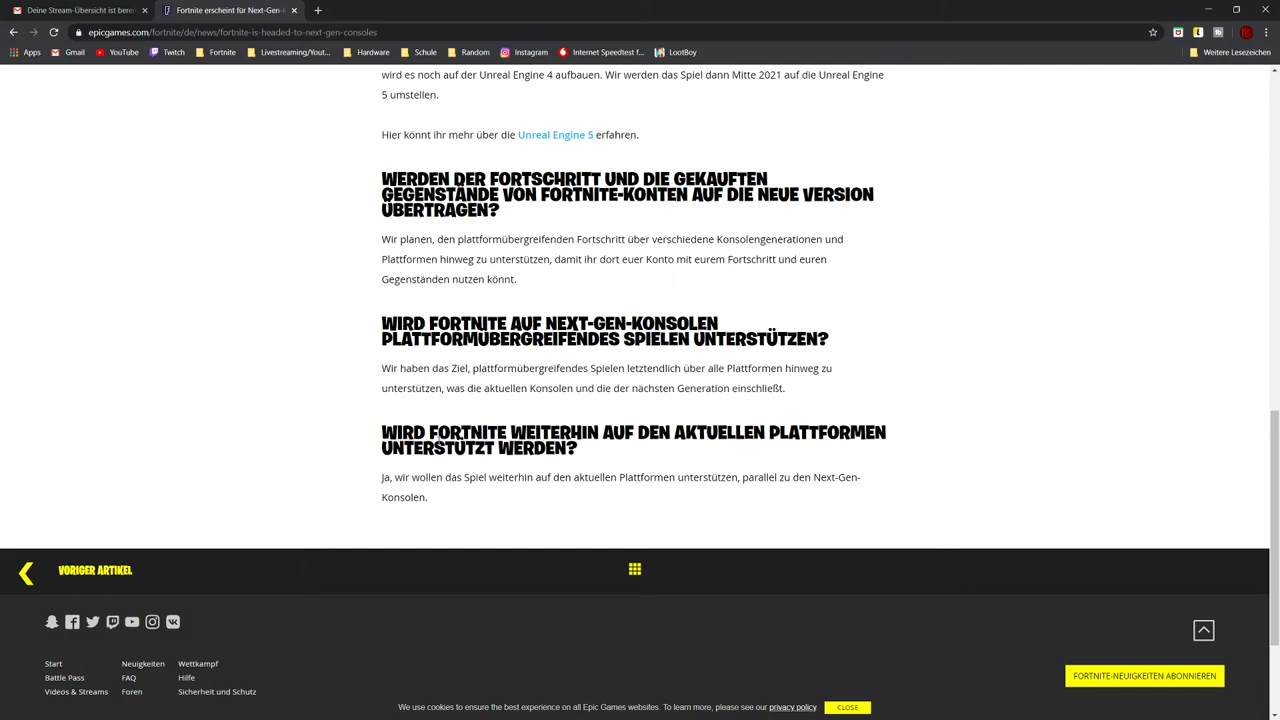 Deine Stream-Übersicht ist berei
Fortnite erscheint für Next-Gen-K
epicgames.com/fortnite/de/news/fortnite-is-headed-to-next-gen-consoles
Apps Gmail YouTube Twitch Fortnite Livestreaming/Yout... Hardware Schule Random Instagram Internet Speedtest f... LootBoy Weitere Lesezeichen
wird es noch auf der Unreal Engine 4 aufbauen. Wir werden das Spiel dann Mitte 2021 auf die Unreal Engine
5 umstellen.
Hier könnt ihr mehr über die Unreal Engine 5 erfahren.
WERDEN DER FORTSCHRITT UND DIE GEKAUFTEN
GEGENSTÄNDE VON FORTNITE-KONTEN AUF DIE NEUE VERSION
ÜBERTRAGEN?
Wir planen, den plattformübergreifenden Fortschritt über verschiedene Konsolengenerationen und
Plattformen hinweg zu unterstützen, damit ihr dort euer Konto mit eurem Fortschritt und euren
Gegenständen nutzen könnt.
WIRD FORTNITE AUF NEXT-GEN-KONSOLEN
PLATTFORMÜBERGREIFENDES SPIELEN UNTERSTÜTZEN?
Wir haben das Ziel, plattformübergreifendes Spielen letztendlich über alle Plattformen hinweg zu
unterstützen, was die aktuellen Konsolen und die der nächsten Generation einschließt.
WIRD FORTNITE WEITERHIN AUF DEN AKTUELLEN PLATTFORMEN
UNTERSTÜTZT WERDEN?
Ja, wir wollen das Spiel weiterhin auf den aktuellen Plattformen unterstützen, parallel zu den Next-Gen-
Konsolen.
VORIGER ARTIKEL
Start Neuigkeiten Wettkampf
Battle Pass FAQ Hilfe
Videos & Streams Foren Sicherheit und Schutz
FORTNITE-NEUIGKEITEN ABONNIEREN
We use cookies to ensure the best experience on all Epic Games websites. To learn more, please see our privacy policy. CLOSE